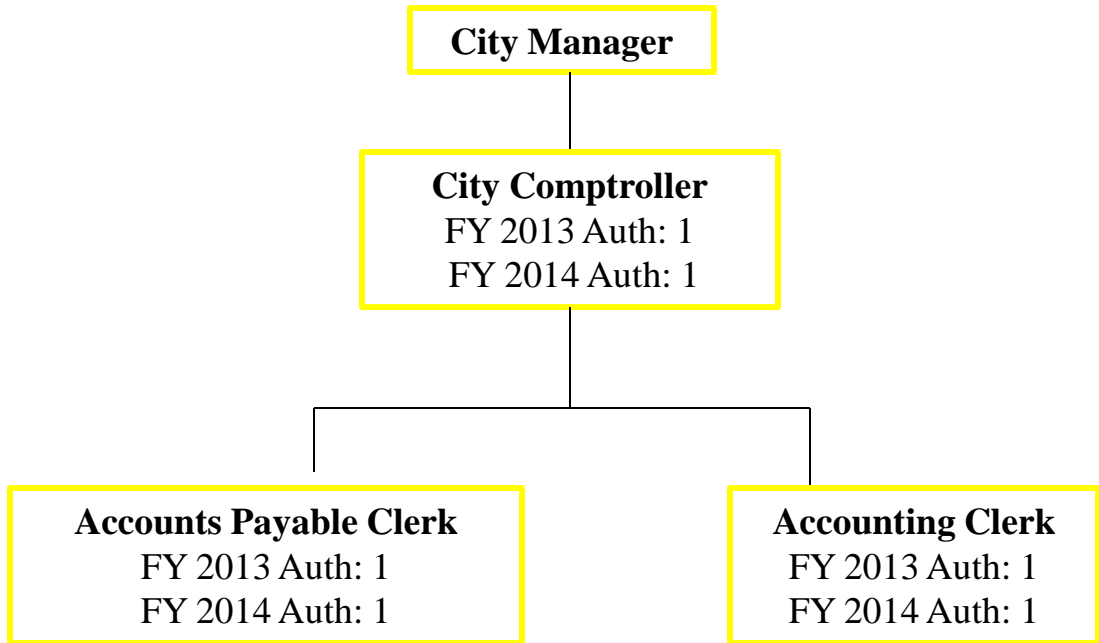 City Manager
City Comptroller
FY 2013 Auth: 1
FY 2014 Auth: 1
Accounts Payable Clerk
FY 2013 Auth: 1
FY 2014 Auth: 1
Accounting Clerk
FY 2013 Auth: 1
FY 2014 Auth: 1